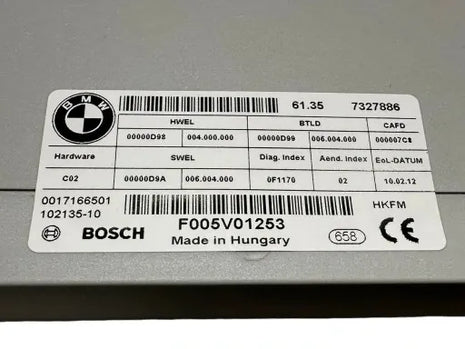 BMW
61.35 7327886
HWEL BTLD CAFD
00000D98 004.000.000 00000D99 006.004.000 000007C8
Hardware SWEL Diag. Index Aend. Index EoL-DATUM
C02 00000D9A 006.004.000 0F1170 02 10.02.12
0017166501
102135-10
HKFM
F005V01253
BOSCH Made in Hungary 658 CE